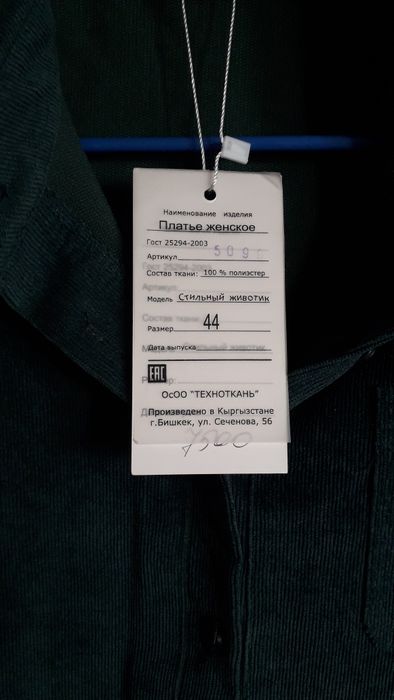 Наименование изделия
Платье женское
Гост 25294-2003
Артикул 5090
Состав ткани: 100 % полиэстер
Модель Стильный животик
Размер 44
Дата выпуска
EAC
ОсОО "ТЕХНОТКАНЬ"
Произведено в Кыргызстане
г.Бишкек, ул. Сеченова, 56
7500